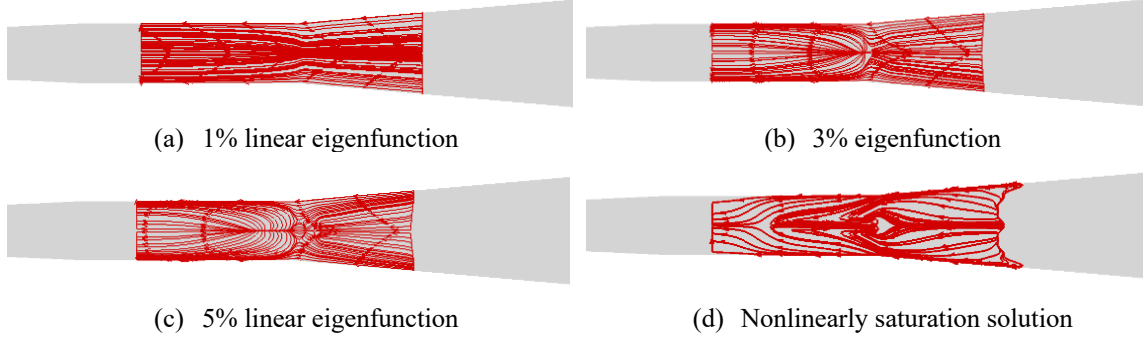 (a) 1% linear eigenfunction
(b) 3% eigenfunction
(c) 5% linear eigenfunction
(d) Nonlinearly saturation solution